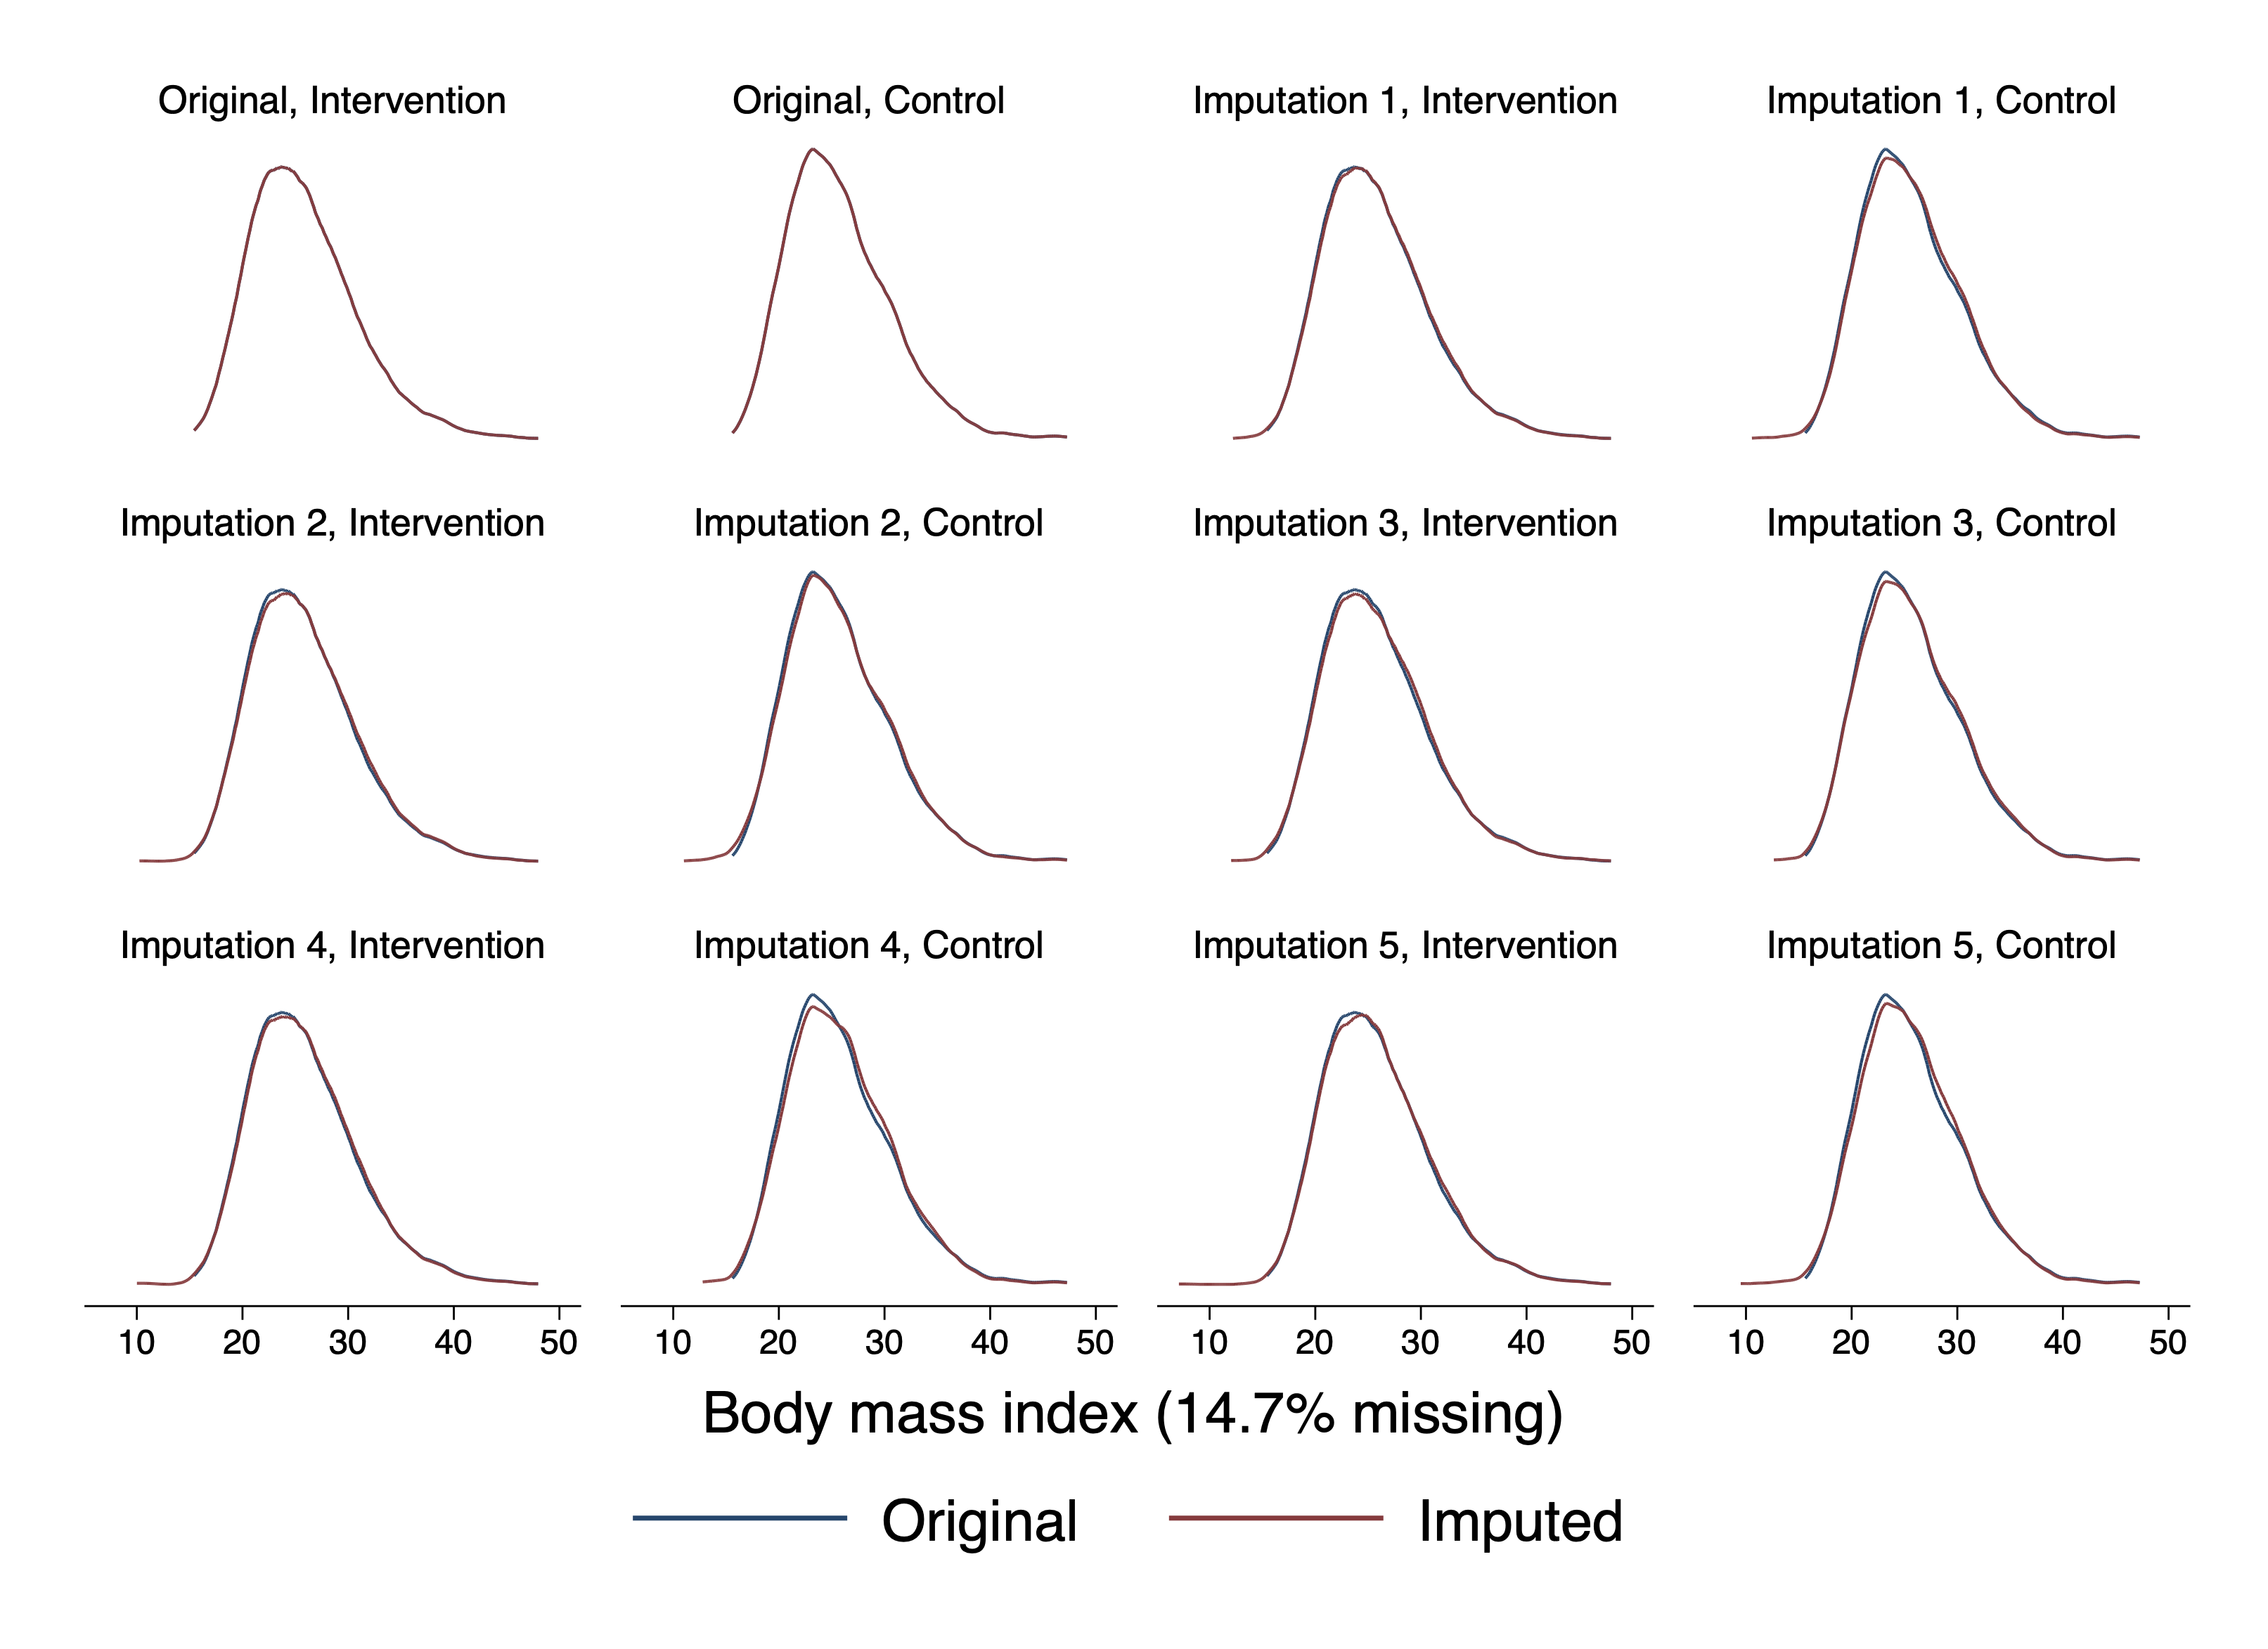 Original, Intervention
Original, Control
Imputation 1, Intervention
Imputation 1, Control
Imputation 2, Intervention
Imputation 2, Control
Imputation 3, Intervention
Imputation 3, Control
Imputation 4, Intervention
Imputation 4, Control
Imputation 5, Intervention
Imputation 5, Control
10 20 30 40 50
10 20 30 40 50
10 20 30 40 50
10 20 30 40 50
Body mass index (14.7% missing)
Original
Imputed